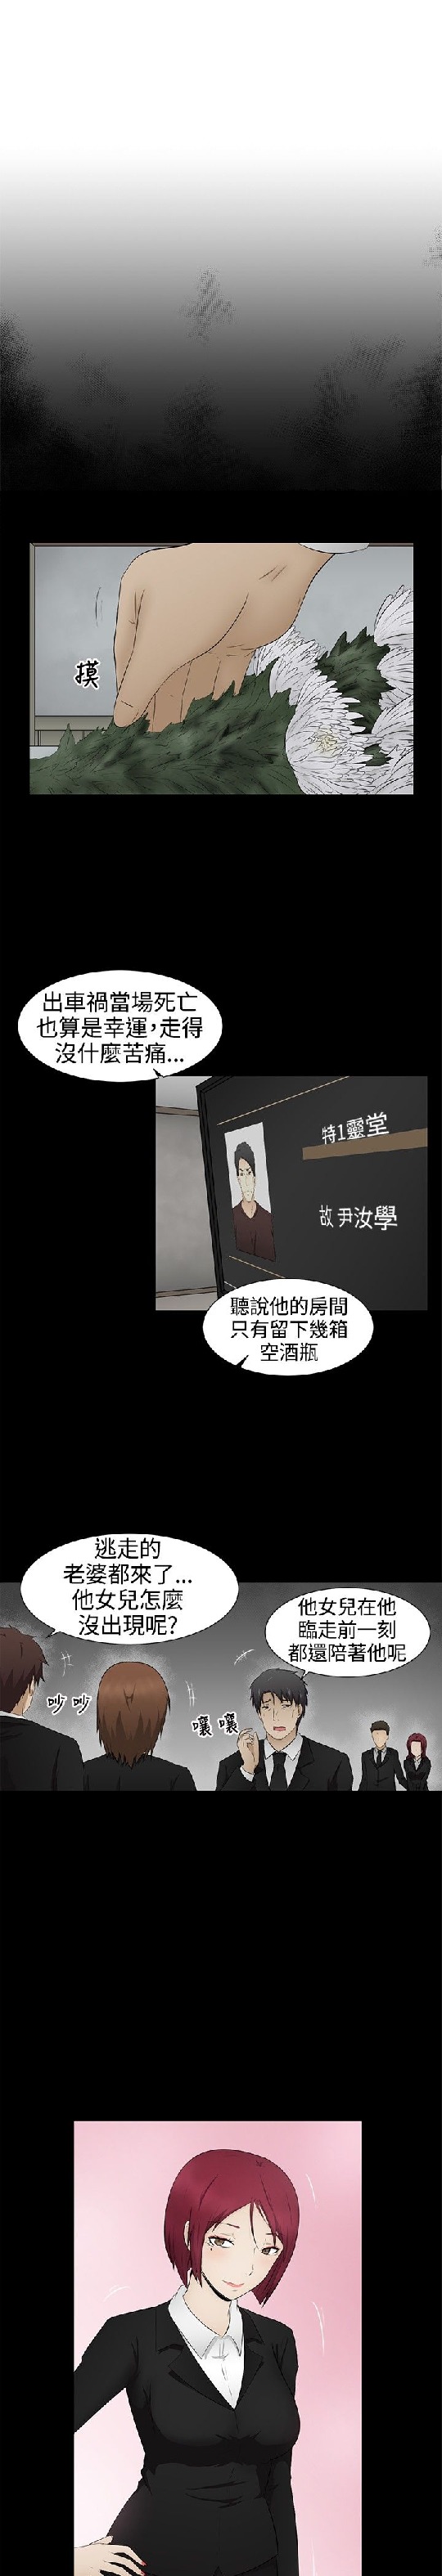 摸
出車禍當場死亡
也算是幸運,走得
沒什麼苦痛...
特1靈堂
故 尹汝學
聽說他的房間
只有留下幾箱
空酒瓶
逃走的
老婆都來了...
他女兒怎麼
沒出現呢?
他女兒在他
臨走前一刻
都還陪著他呢
吵吵
嚷嚷